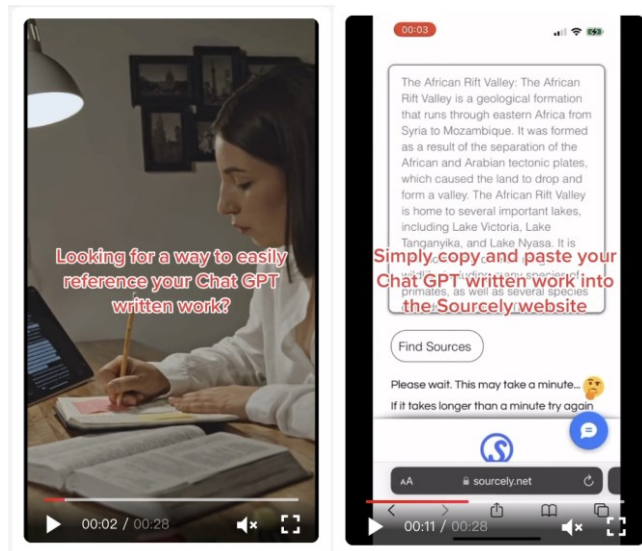 Looking for a way to easily
reference your Chat GPT
written work?
00:02 / 00:28
00:03
The African Rift Valley: The African
Rift Valley is a geological formation
that runs through eastern Africa from
Syria to Mozambique. It was formed
as a result of the separation of the
African and Arabian tectonic plates,
which caused the land to drop and
form a valley. The African Rift Valley
is home to several important lakes,
including Lake Victoria, Lake
Tanganyika, and Lake Nyasa. It is
Simply copy and paste your
Chat GPT written work into
primates, as well as several species
the Sourcely website
Find Sources
Please wait. This may take a minute...
If it takes longer than a minute try again
AA
sourcely.net
00:11 / 00:28